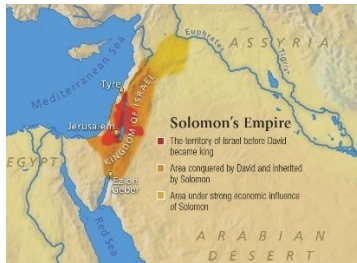 Mediterranean Sea
Euphrates
ASSYRIA
Tigris
Tyre
KINGDOM OF ISRAEL
Jerusalem
Solomon's Empire
The territory of Israel before David
became king
Area conquered by David and inherited
by Solomon
Area under strong economic influence
of Solomon
EGYPT
Ezion
Geber
Red Sea
ARABIAN
DESERT